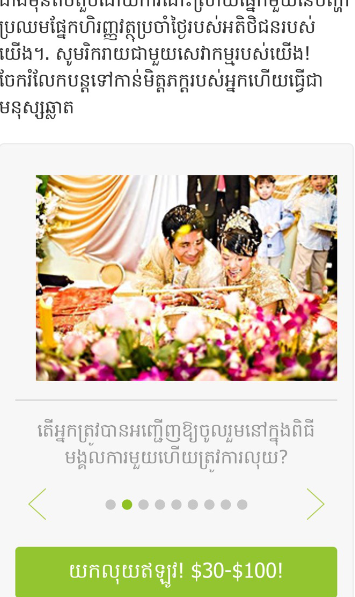 ប្រឈមផ្នែកហិរញ្ញវត្ថុប្រចាំថ្ងៃរបស់អតិថិជនរបស់
យើង។. សូមរីករាយជាមួយសេវាកម្មរបស់យើង!
ចែករំលែកបន្តទៅកាន់មិត្តភក្តរបស់អ្នកហើយធ្វើជា
មនុស្សឆ្លាត
តើអ្នកត្រូវបានអញ្ជើញឱ្យចូលរួមនៅក្នុងពិធី
មង្គលការមួយហើយត្រូវការលុយ?
យកលុយឥឡូវ! $30-$100!